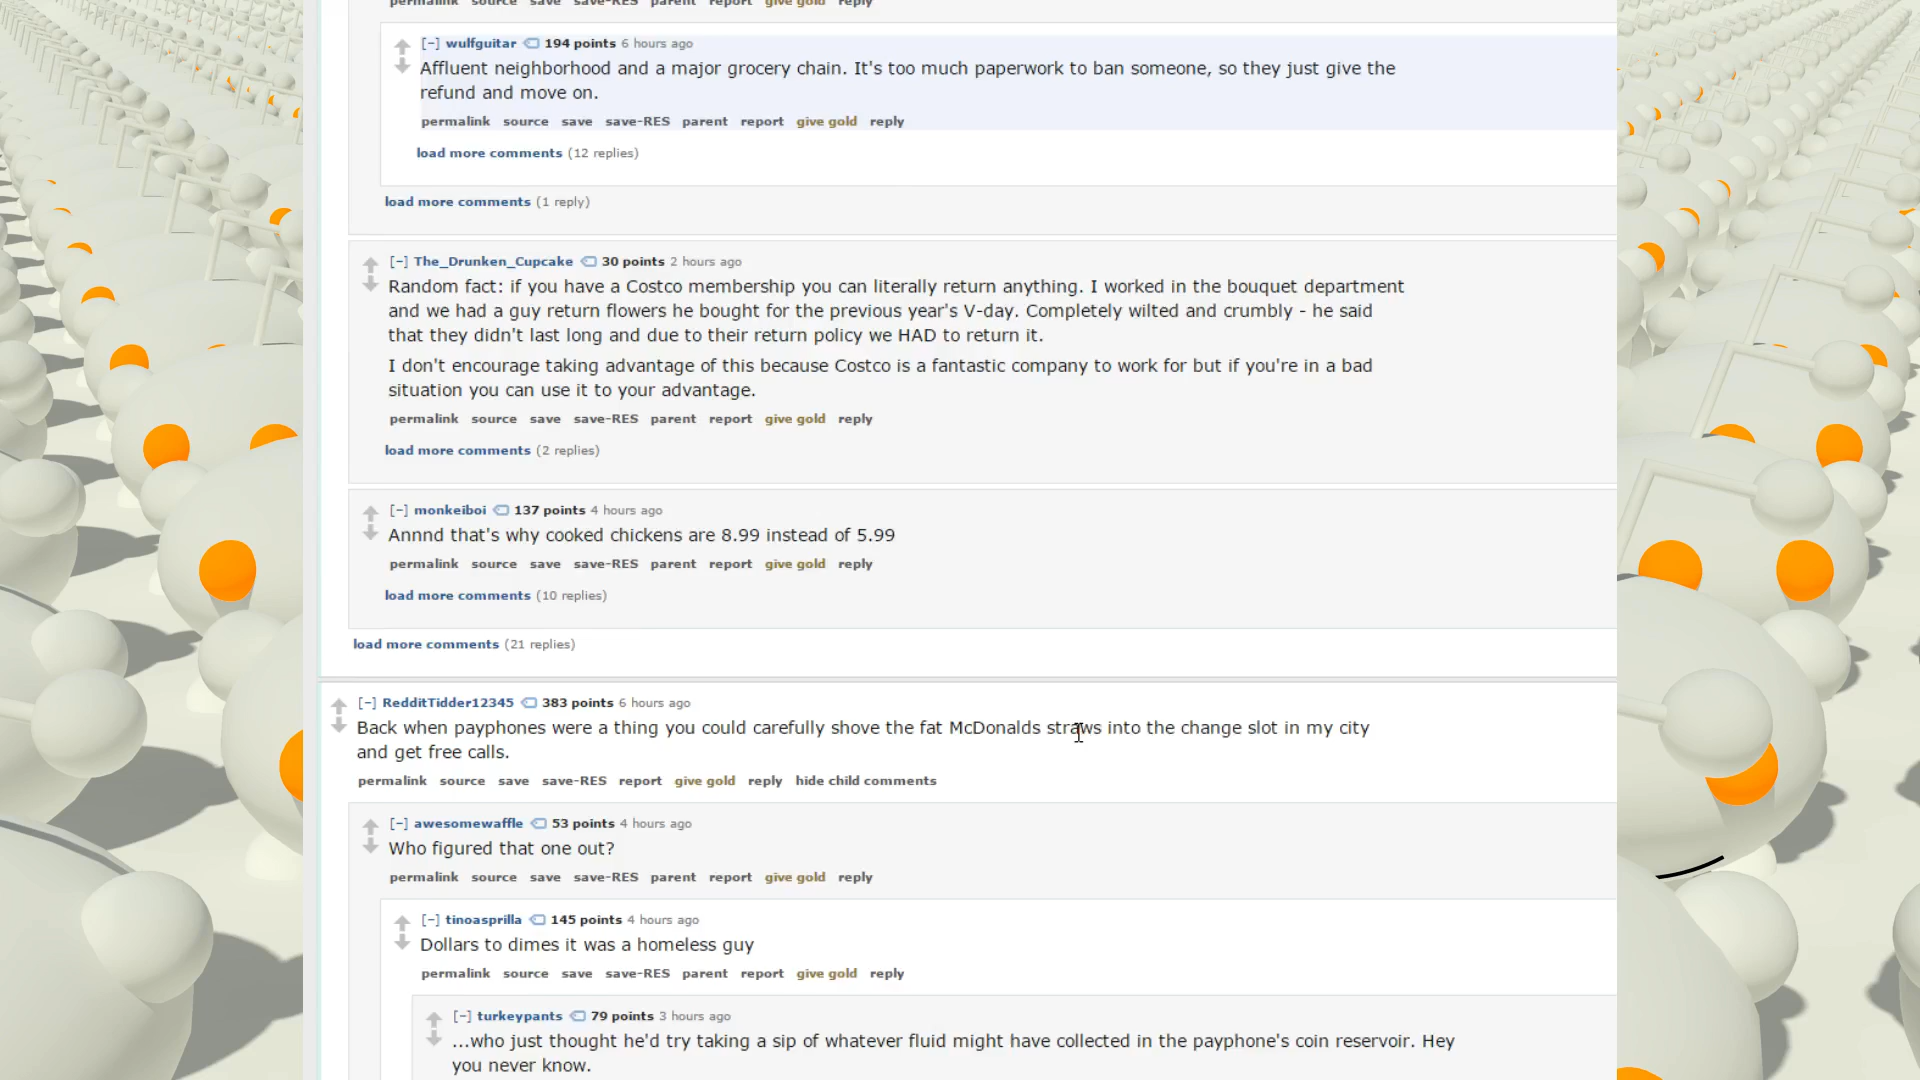 permalink source save save-RES parent report give gold reply
[-] wulfguitar 194 points 6 hours ago
Affluent neighborhood and a major grocery chain. It's too much paperwork to ban someone, so they just give the
refund and move on.
permalink source save save-RES parent report give gold reply
load more comments (12 replies)
load more comments (1 reply)
[-] The_Drunken_Cupcake 30 points 2 hours ago
Random fact: if you have a Costco membership you can literally return anything. I worked in the bouquet department
and we had a guy return flowers he bought for the previous year's V-day. Completely wilted and crumbly - he said
that they didn't last long and due to their return policy we HAD to return it.
I don't encourage taking advantage of this because Costco is a fantastic company to work for but if you're in a bad
situation you can use it to your advantage.
permalink source save save-RES parent report give gold reply
load more comments (2 replies)
[-] monkeiboi 137 points 4 hours ago
Annnd that's why cooked chickens are 8.99 instead of 5.99
permalink source save save-RES parent report give gold reply
load more comments (10 replies)
load more comments (21 replies)
[-] RedditTidder12345 383 points 6 hours ago
Back when payphones were a thing you could carefully shove the fat McDonalds straws into the change slot in my city
and get free calls.
permalink source save save-RES report give gold reply hide child comments
[-] awesomewaffle 53 points 4 hours ago
Who figured that one out?
permalink source save save-RES parent report give gold reply
[-] tinoasprilla 145 points 4 hours ago
Dollars to dimes it was a homeless guy
permalink source save save-RES parent report give gold reply
[-] turkeypants 79 points 3 hours ago
...who just thought he'd try taking a sip of whatever fluid might have collected in the payphone's coin reservoir. Hey
you never know.